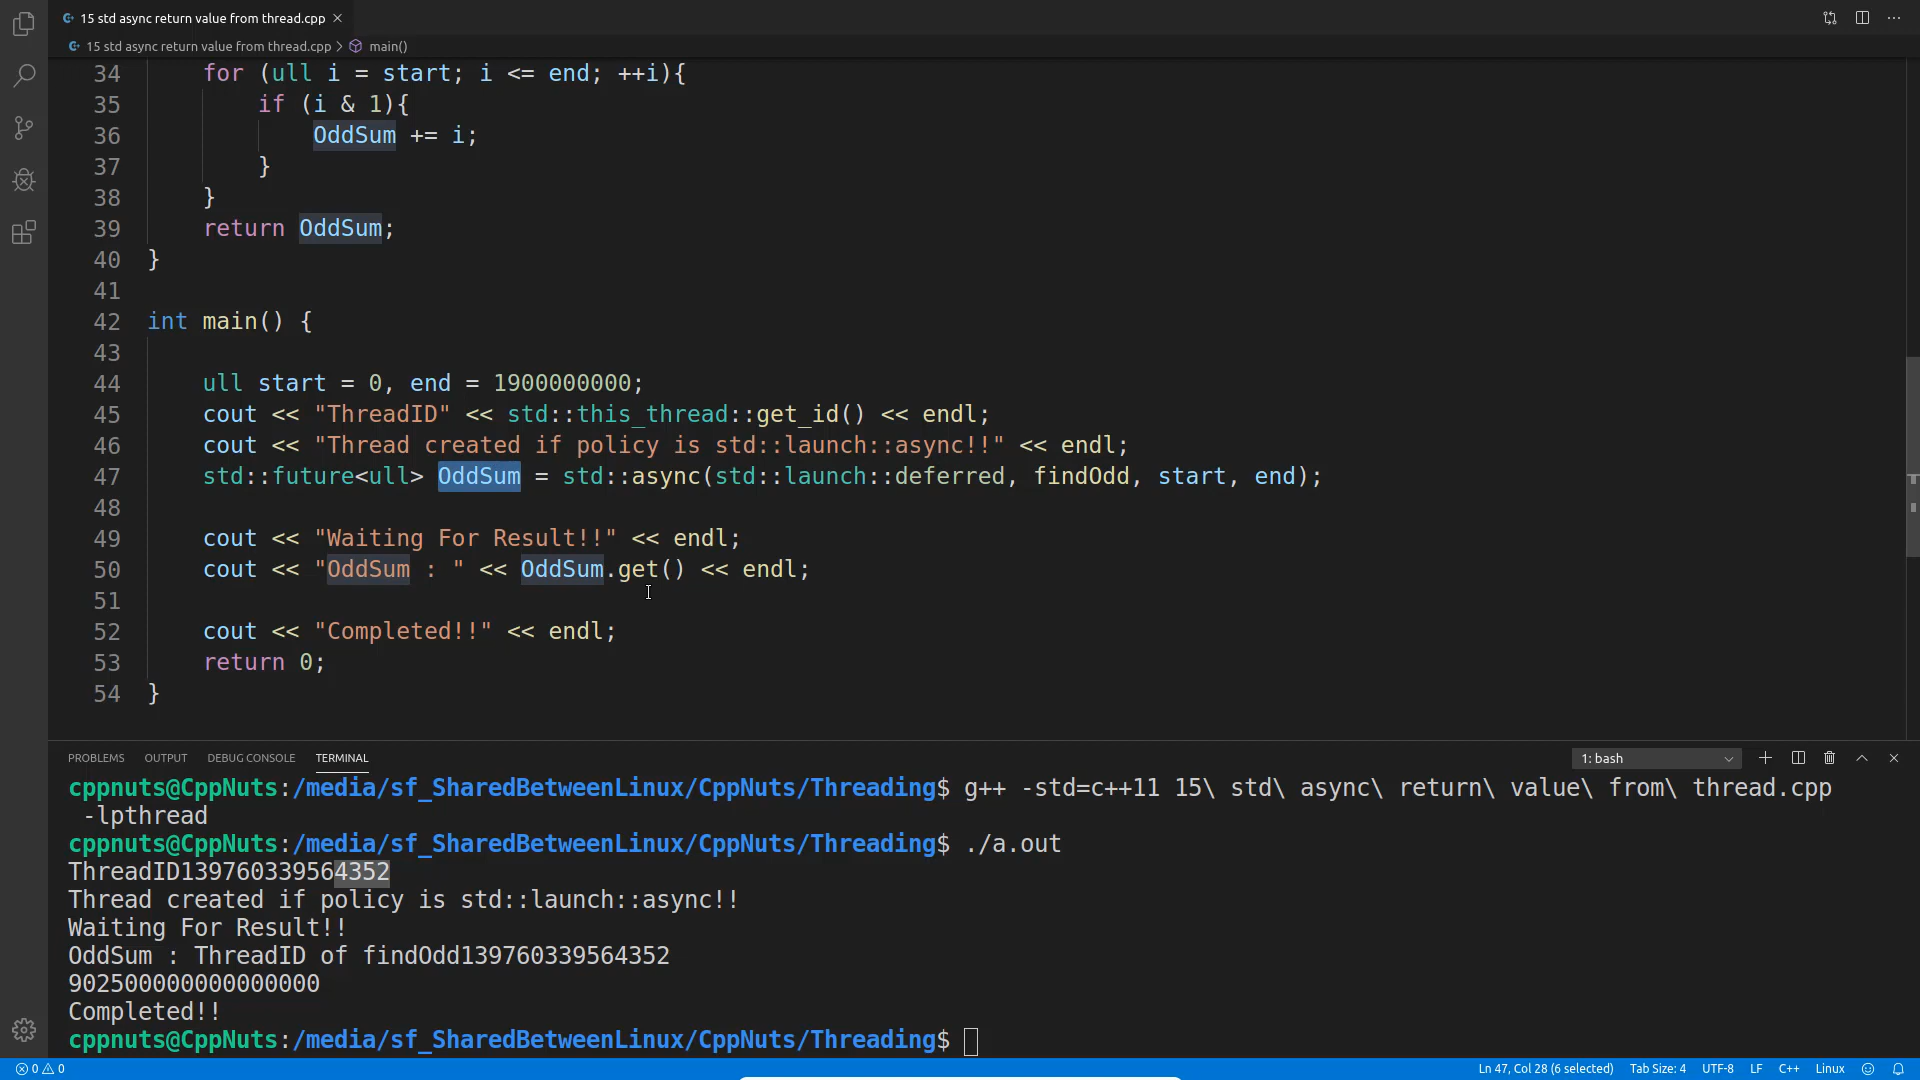 15 std async return value from thread.cpp
15 std async return value from thread.cpp > main()
34 for (ull i = start; i <= end; ++i){
35 if (i & 1){
36 OddSum += i;
37 }
38 }
39 return OddSum;
40 }
41
42 int main() {
43
44 ull start = 0, end = 1900000000;
45 cout << "ThreadID" << std::this_thread::get_id() << endl;
46 cout << "Thread created if policy is std::launch::async!!" << endl;
47 std::future<ull> OddSum = std::async(std::launch::deferred, findOdd, start, end);
48
49 cout << "Waiting For Result!!" << endl;
50 cout << "OddSum : " << OddSum.get() << endl;
51
52 cout << "Completed!!" << endl;
53 return 0;
54 }
PROBLEMS OUTPUT DEBUG CONSOLE TERMINAL 1: bash
cppnuts@CppNuts:/media/sf_SharedBetweenLinux/CppNuts/Threading$ g++ -std=c++11 15\ std\ async\ return\ value\ from\ thread.cpp
-lpthread
cppnuts@CppNuts:/media/sf_SharedBetweenLinux/CppNuts/Threading$ ./a.out
ThreadID139760339564352
Thread created if policy is std::launch::async!!
Waiting For Result!!
OddSum : ThreadID of findOdd139760339564352
902500000000000000
Completed!!
cppnuts@CppNuts:/media/sf_SharedBetweenLinux/CppNuts/Threading$
0 0 Ln 47, Col 28 (6 selected) Tab Size: 4 UTF-8 LF C++ Linux